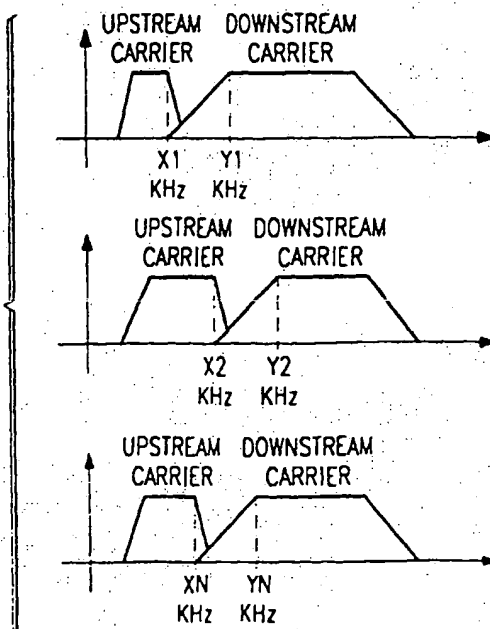 UPSTREAM DOWNSTREAM
CARRIER CARRIER
X1 Y1
KHz KHz
UPSTREAM DOWNSTREAM
CARRIER CARRIER
X2 Y2
KHz KHz
UPSTREAM DOWNSTREAM
CARRIER CARRIER
XN YN
KHz KHz